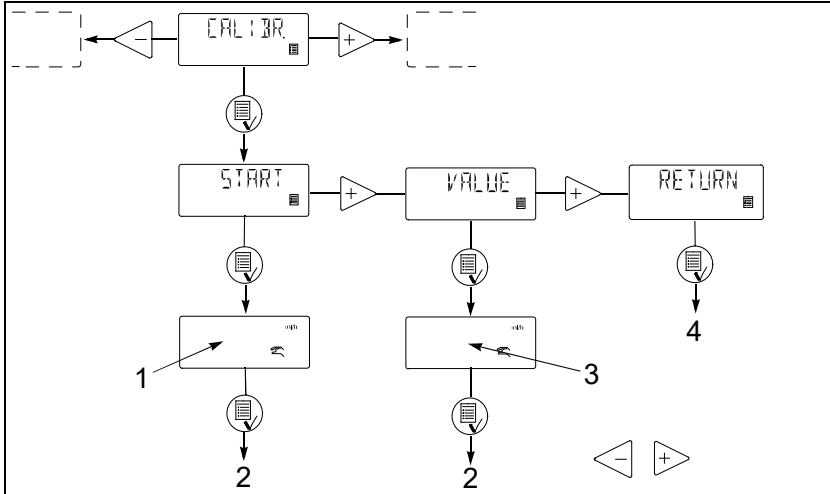 - CALIBR. +
START + VALUE + RETURN
4
1
3
2 2 - +